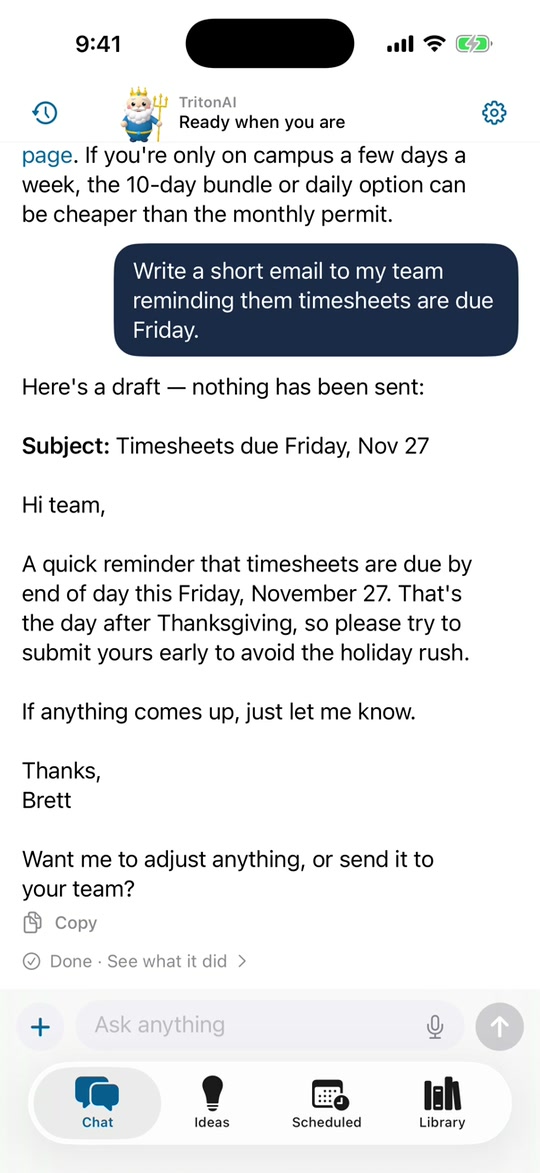 9:41
TritonAI
Ready when you are
page. If you're only on campus a few days a
week, the 10-day bundle or daily option can
be cheaper than the monthly permit.
Write a short email to my team
reminding them timesheets are due
Friday.
Here's a draft — nothing has been sent:
Subject: Timesheets due Friday, Nov 27
Hi team,
A quick reminder that timesheets are due by
end of day this Friday, November 27. That's
the day after Thanksgiving, so please try to
submit yours early to avoid the holiday rush.
If anything comes up, just let me know.
Thanks,
Brett
Want me to adjust anything, or send it to
your team?
Copy
Done · See what it did
Ask anything
Chat
Ideas
Scheduled
Library